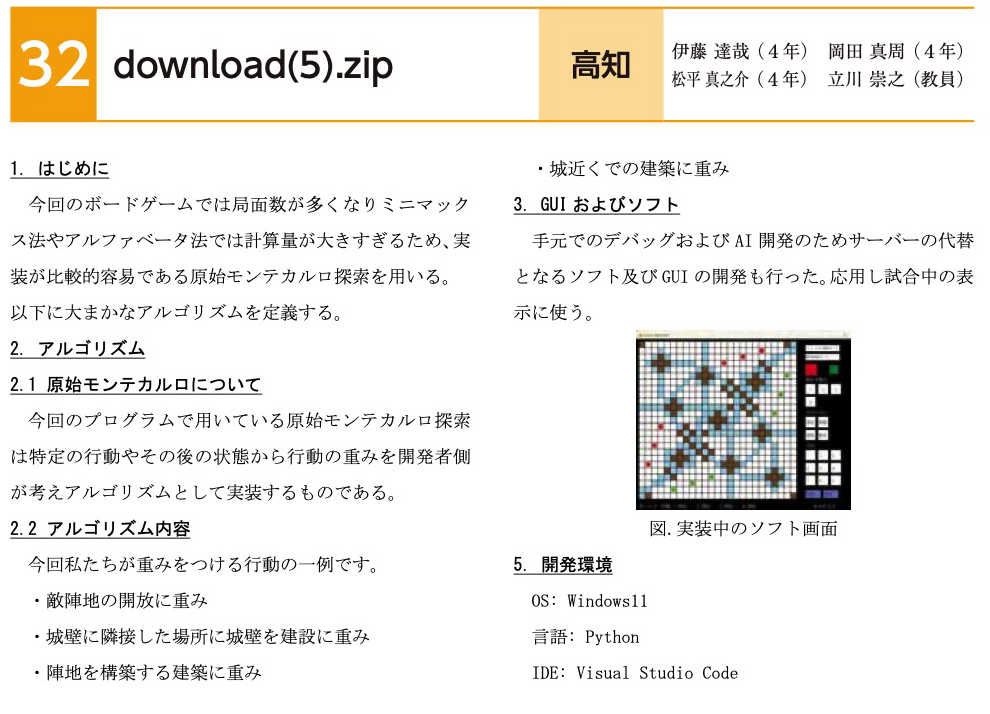 32
download(5).zip
高知
伊藤 達哉（４年） 岡田 真周（４年）
松平 真之介（４年） 立川 崇之（教員）
1. はじめに
今回のボードゲームでは局面数が多くなりミニマック
ス法やアルファベータ法では計算量が大きすぎるため、実
装が比較的容易である原始モンテカルロ探索を用いる。
以下に大まかなアルゴリズムを定義する。
2. アルゴリズム
2.1 原始モンテカルロについて
今回のプログラムで用いている原始モンテカルロ探索
は特定の行動やその後の状態から行動の重みを開発者側
が考えアルゴリズムとして実装するものである。
2.2 アルゴリズム内容
今回私たちが重みをつける行動の一例です。
・敵陣地の開放に重み
・城壁に隣接した場所に城壁を建設に重み
・陣地を構築する建築に重み
・城近くでの建築に重み
3. GUI およびソフト
手元でのデバッグおよび AI 開発のためサーバーの代替
となるソフト及び GUI の開発も行った。応用し試合中の表
示に使う。
図.実装中のソフト画面
5. 開発環境
OS: Windows11
言語: Python
IDE: Visual Studio Code